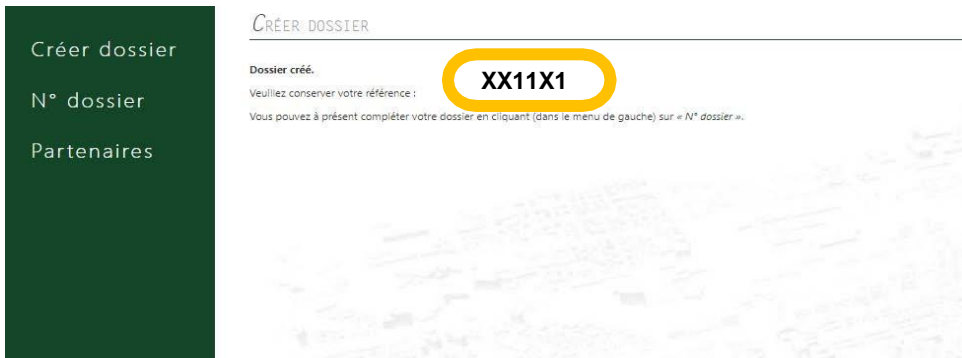 Créer dossier
N° dossier
Partenaires
CRÉER DOSSIER
Dossier créé.
Veuillez conserver votre référence :
XX11X1
Vous pouvez à présent compléter votre dossier en cliquant (dans le menu de gauche) sur « N° dossier ».